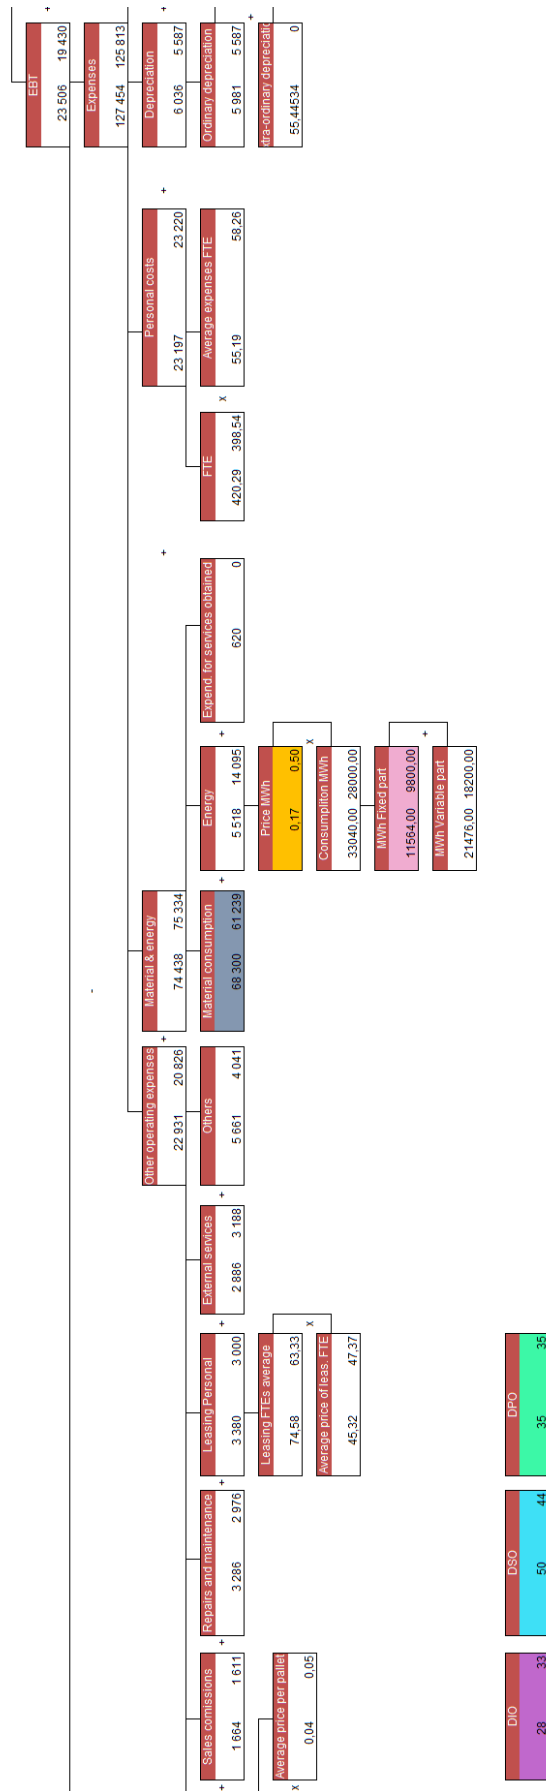 EBT
23 506 19 430
+
-
Expenses
127 454 125 813
Other operating expenses
22 931 20 826
+
Material & energy
74 438 75 334
+
Personal costs
23 197 23 220
+
Depreciation
6 036 5 587
+
Sales comissions
1 664 1 611
+
Repairs and maintenance
3 286 2 976
+
Leasing Personal
3 380 3 000
+
External services
2 886 3 188
+
Others
5 661 4 041
Material consumption
68 300 61 239
+
Energy
5 518 14 095
+
Expend. for services obtained
620 0
FTE
420,29 398,54
x
Average expenses FTE
55,19 58,26
Ordinary depreciation
5 981 5 587
+
xtra-ordinary depreciatic
55,44534 0
x
Average price per pallet
0,04 0,05
Leasing FTEs average
74,58 63,33
x
Average price of leas. FTE
45,32 47,37
Price MWh
0,17 0,50
x
Consumpliton MWh
33040,00 28000,00
MWh Fixed part
11564,00 9800,00
+
MWh Variable part
21476,00 18200,00
DIO
28 33
DSO
50 44
DPO
35 35